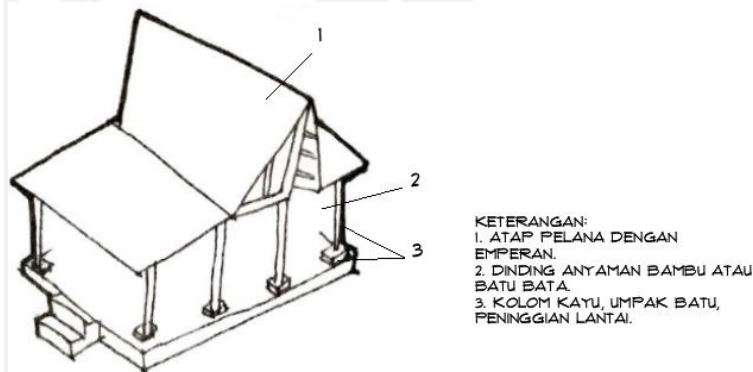 1
2
3
KETERANGAN:
1. ATAP PELANA DENGAN
EMPERAN.
2. DINDING ANYAMAN BAMBU ATAU
BATU BATA.
3. KOLOM KAYU, UMPAK BATU,
PENINGGIAN LANTAI.